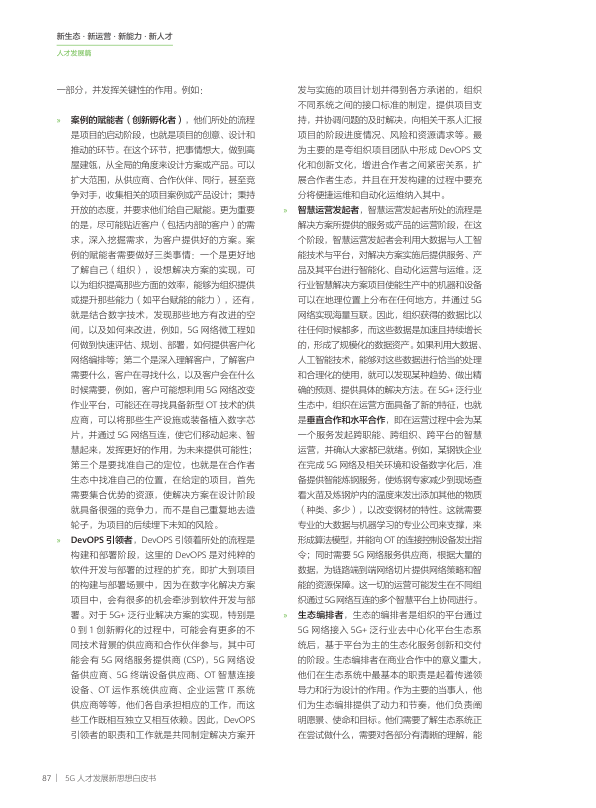 新生态 · 新运营 · 新能力 · 新人才
人才发展篇
一部分，并发挥关键性的作用。例如：
» 案例的赋能者（创新孵化者），他们所处的流程
是项目的启动阶段，也就是项目的创意、设计和
推动的环节。在这个环节，把事情想大，做到高
屋建瓴，从全局的角度来设计方案或产品。可以
扩大范围，从供应商、合作伙伴、同行，甚至竞
争对手，收集相关的项目案例或产品设计；秉持
开放的态度，并要求他们给自己赋能。更为重要
的是，尽可能贴近客户（包括内部的客户）的需
求，深入挖掘需求，为客户提供好的方案。案
例的赋能者需要做好三类事情：一个是更好地
了解自己（组织），设想解决方案的实现，可
以为组织提高那些方面的效率，能够为组织提供
或提升那些能力（如平台赋能的能力），还有，
就是结合数字技术，发现那些地方有改进的空
间，以及如何来改进，例如，5G 网络微工程如
何做到快速评估、规划、部署，如何提供客户化
网络编排等；第二个是深入理解客户，了解客户
需要什么，客户在寻找什么，以及客户会在什么
时候需要，例如，客户可能想利用 5G 网络改变
作业平台，可能还在寻找具备新型 OT 技术的供
应商，可以将那些生产设施或装备植入数字芯
片，并通过 5G 网络互连，使它们移动起来、智
慧起来，发挥更好的作用，为未来提供可能性；
第三个是要找准自己的定位，也就是在合作者
生态中找准自己的位置，在给定的项目，首先
需要集合优势的资源，使解决方案在设计阶段
就具备很强的竞争力，而不是自己重复地去造
轮子，为项目的后续埋下未知的风险。
» DevOPS 引领者，DevOPS 引领着所处的流程是
构建和部署阶段，这里的 DevOPS 是对纯粹的
软件开发与部署的过程的扩充，即扩大到项目
的构建与部署场景中，因为在数字化解决方案
项目中，会有很多的机会牵涉到软件开发与部
署。对于 5G+ 泛行业解决方案的实现，特别是
0 到 1 创新孵化的过程中，可能会有更多的不
同技术背景的供应商和合作伙伴参与，其中可
能会有 5G 网络服务提供商 (CSP)，5G 网络设
备供应商、5G 终端设备供应商、OT 智慧连接
设备、OT 运作系统供应商、企业运营 IT 系统
供应商等等，他们各自承担相应的工作，而这
些工作既相互独立又相互依赖。因此，DevOPS
引领者的职责和工作就是共同制定解决方案开
发与实施的项目计划并得到各方承诺的，组织
不同系统之间的接口标准的制定，提供项目支
持，并协调问题的及时解决，向相关干系人汇报
项目的阶段进度情况、风险和资源请求等。最
为主要的是夸组织项目团队中形成 DevOPS 文
化和创新文化，增进合作者之间紧密关系，扩
展合作者生态，并且在开发构建的过程中要充
分将便捷运维和自动化运维纳入其中。
» 智慧运营发起者，智慧运营发起者所处的流程是
解决方案所提供的服务或产品的运营阶段，在这
个阶段，智慧运营发起者会利用大数据与人工智
能技术与平台，对解决方案实施后提供服务、产
品及其平台进行智能化、自动化运营与运维。泛
行业智慧解决方案项目使能生产中的机器和设备
可以在地理位置上分布在任何地方，并通过 5G
网络实现海量互联。因此，组织获得的数据比以
往任何时候都多，而这些数据是加速且持续增长
的，形成了规模化的数据资产。如果利用大数据、
人工智能技术，能够对这些数据进行恰当的处理
和合理化的使用，就可以发现某种趋势、做出精
确的预测、提供具体的解决方法。在 5G+ 泛行业
生态中，组织在运营方面具备了新的特征，也就
是垂直合作和水平合作，即在运营过程中会为某
一个服务发起跨职能、跨组织、跨平台的智慧
运营，并确认大家都已就绪。例如，某钢铁企业
在完成 5G 网络及相关环境和设备数字化后，准
备提供智能炼钢服务，使炼钢专家减少到现场查
看火苗及炼钢炉内的温度来发出添加其他的物质
（种类、多少），以改变钢材的特性。这就需要
专业的大数据与机器学习的专业公司来支撑，来
形成算法模型，并能向 OT 的连接控制设备发出指
令；同时需要 5G 网络服务供应商，根据大量的
数据，为链路端到端网络切片提供网络策略和智
能的资源保障。这一切的运营可能发生在不同组
织通过 5G 网络互连的多个智慧平台上协同进行。
» 生态编排者，生态的编排者是组织的平台通过
5G 网络接入 5G+ 泛行业去中心化平台生态系
统后，基于平台为主的生态化服务创新和交付
的阶段。生态编排者在商业合作中的意义重大，
他们在生态系统中最基本的职责是起着传递领
导力和行为设计的作用。作为主要的当事人，他
们为生态编排提供了动力和节奏，他们负责阐
明愿景、使命和目标。他们需要了解生态系统正
在尝试做什么，需要对各部分有清晰的理解，能
87 | 5G 人才发展新思想白皮书